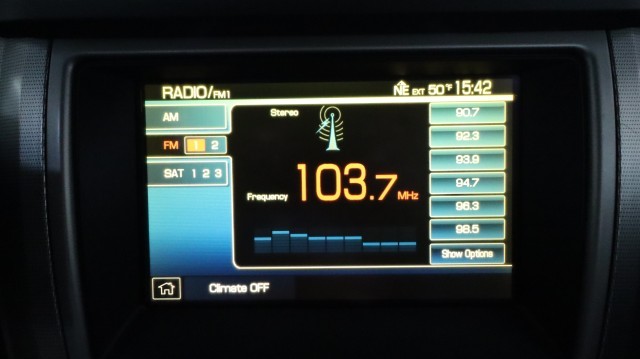 RADIO/FM1
NE EXT 50°F 15:42
AM
FM 1 2
SAT 1 2 3
Stereo
Frequency 103.7 MHz
90.7
92.3
93.9
94.7
96.3
98.5
Show Options
Climate OFF